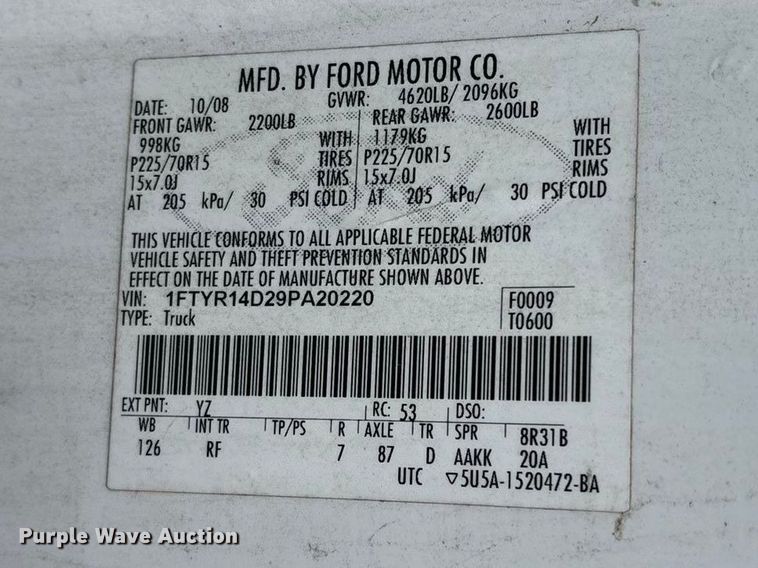 MFD. BY FORD MOTOR CO.
DATE: 10/08 GVWR: 4620LB/ 2096KG
FRONT GAWR: 2200LB REAR GAWR: 2600LB
998KG WITH 1179KG WITH
P225/70R15 TIRES P225/70R15 TIRES
15x7.0J RIMS 15x7.0J RIMS
AT 205 kPa/ 30 PSI COLD AT 205 kPa/ 30 PSI COLD
THIS VEHICLE CONFORMS TO ALL APPLICABLE FEDERAL MOTOR
VEHICLE SAFETY AND THEFT PREVENTION STANDARDS IN
EFFECT ON THE DATE OF MANUFACTURE SHOWN ABOVE.
VIN: 1FTYR14D29PA20220 F0009
TYPE: Truck T0600
EXT PNT: YZ RC: 53 DSO:
WB INT TR TP/PS R AXLE TR SPR 8R31B
126 RF 7 87 D AAKK 20A
UTC ▽5U5A-1520472-BA
Purple Wave Auction